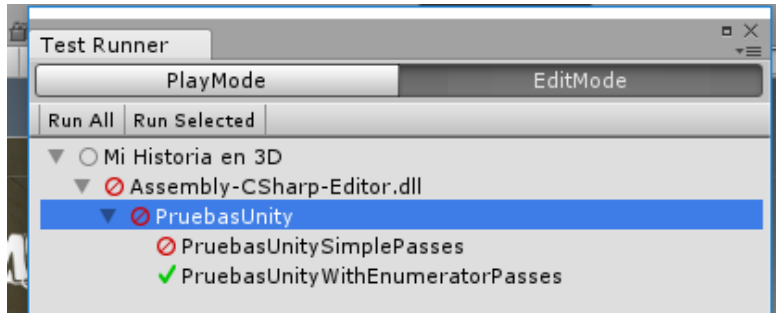 Test Runner
PlayMode EditMode
Run All Run Selected
Mi Historia en 3D
Assembly-CSharp-Editor.dll
PruebasUnity
PruebasUnitySimplePasses
PruebasUnityWithEnumeratorPasses